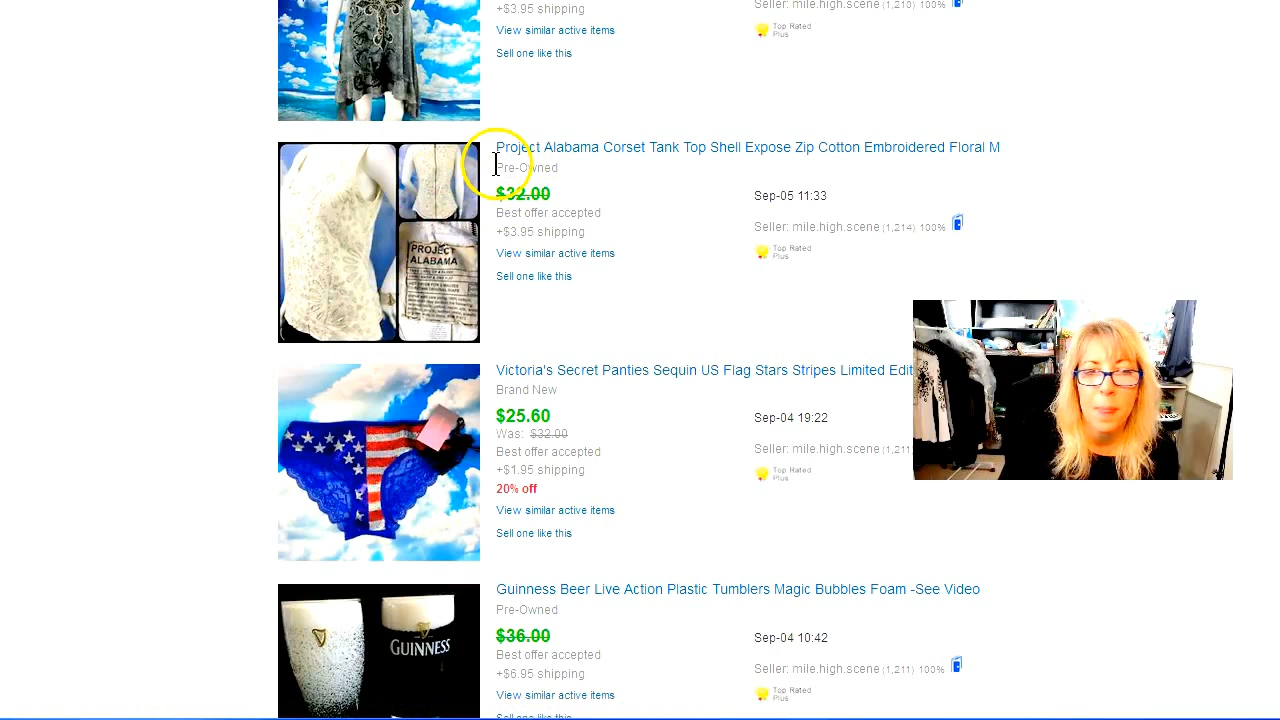 +$3.95 shipping
Seller: mile.high.scene (1,210) 100%
View similar active items
Top Rated
Plus
Sell one like this
Project Alabama Corset Tank Top Shell Expose Zip Cotton Embroidered Floral M
Pre-Owned
$32.00
Sep-05 11:33
Best offer accepted
+$3.95 shipping
Seller: mile.high.scene (1,214) 100%
View similar active items
Top Rated
Plus
Sell one like this
PROJECT
ALABAMA
Victoria's Secret Panties Sequin US Flag Stars Stripes Limited Edit
Brand New
$25.60
Sep-04 19:22
Was: $32.00
Best offer accepted
Seller: mile.high.scene (1,211
+$1.95 shipping
Top Rated
Plus
20% off
View similar active items
Sell one like this
Guinness Beer Live Action Plastic Tumblers Magic Bubbles Foam -See Video
Pre-Owned
$36.00
Sep-04 10:42
GUINNESS
Best offer accepted
+$6.95 shipping
Seller: mile.high.scene (1,211) 100%
View similar active items
Top Rated
Plus
Sell one like this